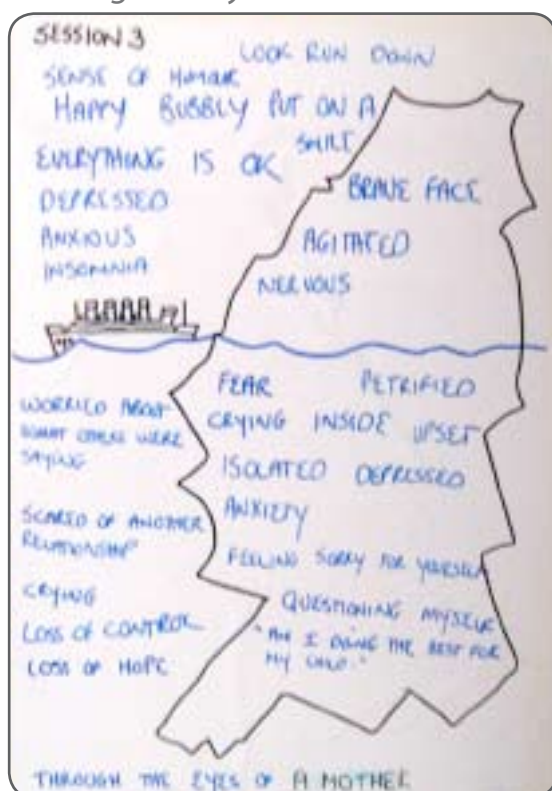 SESSION 3
LOOK RUN DOWN
SENSE OF HUMOUR
HAPPY BUBBLY PUT ON A
SMILE
EVERYTHING IS OK
BRAVE FACE
DEPRESSED
ANXIOUS
AGITATED
INSOMNIA
NERVOUS
FEAR PETRIFIED
CRYING INSIDE UPSET
ISOLATED DEPRESSED
ANXIETY
FEELING SORRY FOR YOURSELF
QUESTIONING MYSELF
"AM I DOING THE BEST FOR
MY CHILD."
WORRIED ABOUT
WHAT OTHERS WERE
SAYING
SCARED OF ANOTHER
RELATIONSHIP
CRYING
LOSS OF CONTROL
LOSS OF HOPE
THROUGH THE EYES OF A MOTHER